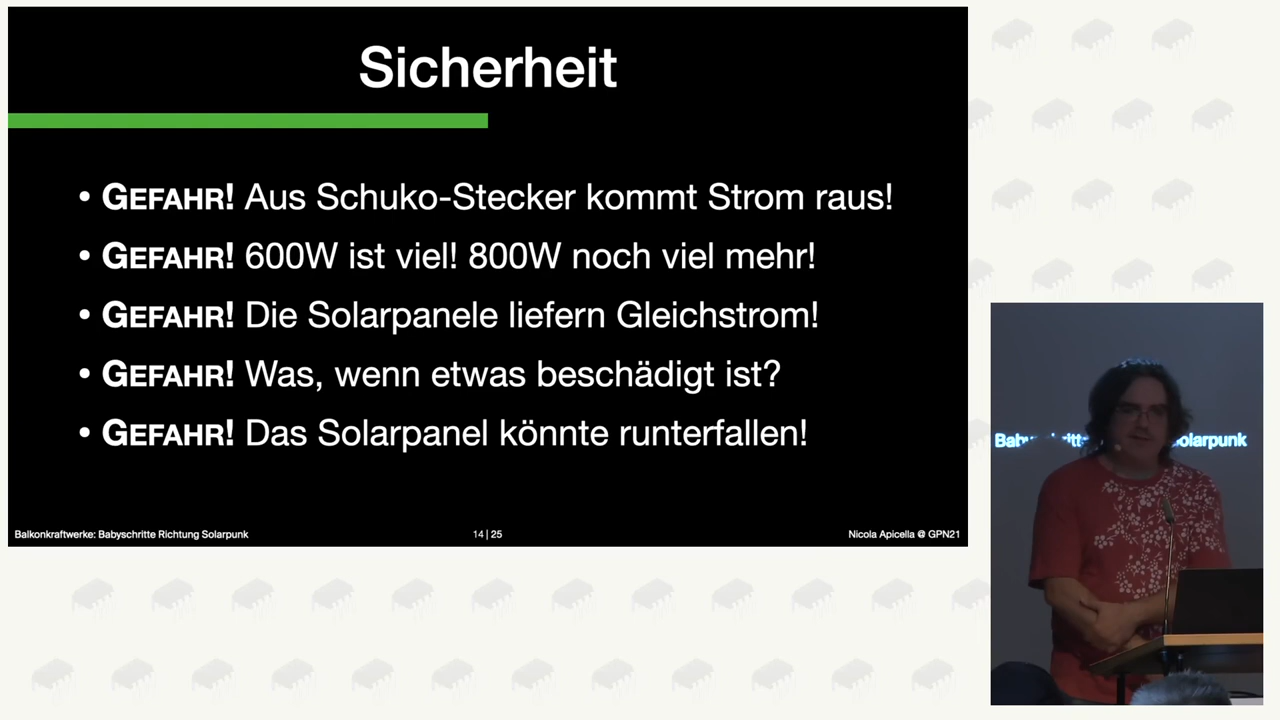 Sicherheit
• GEFAHR! Aus Schuko-Stecker kommt Strom raus!
• GEFAHR! 600W ist viel! 800W noch viel mehr!
• GEFAHR! Die Solarpanele liefern Gleichstrom!
• GEFAHR! Was, wenn etwas beschädigt ist?
• GEFAHR! Das Solarpanel könnte runterfallen!
Balkonkraftwerke: Babyschritte Richtung Solarpunk
14 | 25
Nicola Apicella @ GPN21